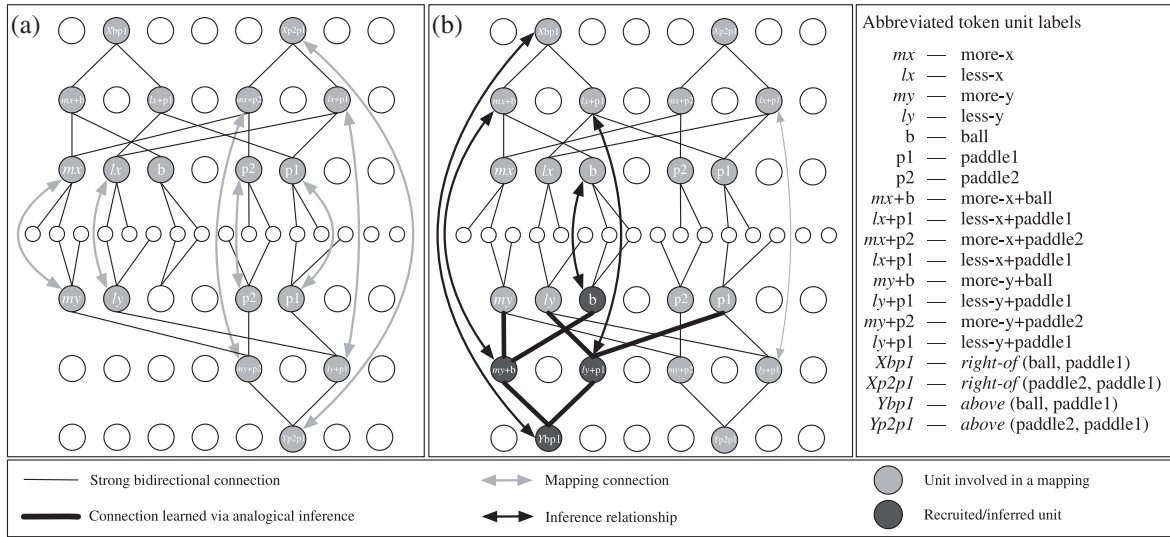 (a)
Xbp1 Xp2p1
mx+b lx+p1 mx+p2 lx+p1
mx lx b p2 p1
my ly p2 p1
my+p2 ly+p1
Yp2p1
(b)
Xbp1 Xp2p1
mx+b lx+p1 mx+p2 lx+p1
mx lx b p2 p1
my ly b p2 p1
my+b ly+p1 my+p2 ly+p1
Ybp1 Yp2p1
Abbreviated token unit labels
mx — more-x
lx — less-x
my — more-y
ly — less-y
b — ball
p1 — paddle1
p2 — paddle2
mx+b — more-x+ball
lx+p1 — less-x+paddle1
mx+p2 — more-x+paddle2
lx+p1 — less-x+paddle1
my+b — more-y+ball
ly+p1 — less-y+paddle1
my+p2 — more-y+paddle2
ly+p1 — less-y+paddle1
Xbp1 — right-of (ball, paddle1)
Xp2p1 — right-of (paddle2, paddle1)
Ybp1 — above (ball, paddle1)
Yp2p1 — above (paddle2, paddle1)
Strong bidirectional connection
Connection learned via analogical inference
Mapping connection
Inference relationship
Unit involved in a mapping
Recruited/inferred unit